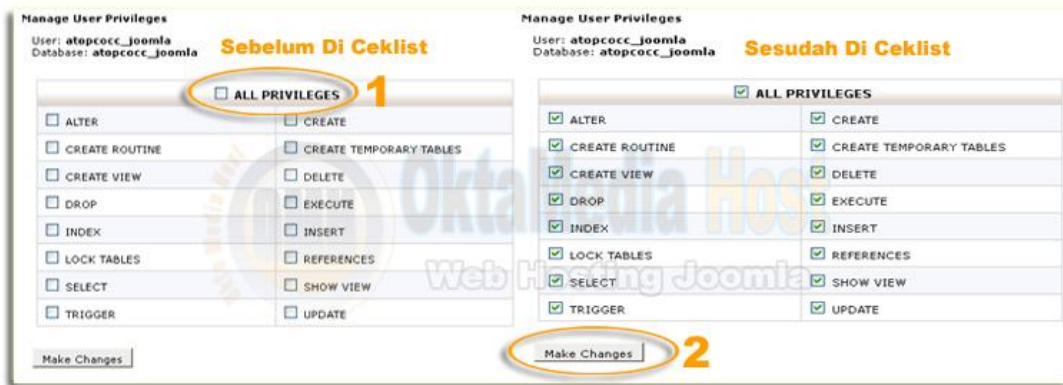 Manage User Privileges
User: atopcocc_joomla
Database: atopcocc_joomla
Sebelum Di Ceklist
1
ALL PRIVILEGES
ALTER CREATE
CREATE ROUTINE CREATE TEMPORARY TABLES
CREATE VIEW DELETE
DROP EXECUTE
INDEX INSERT
LOCK TABLES REFERENCES
SELECT SHOW VIEW
TRIGGER UPDATE
Make Changes
Manage User Privileges
User: atopcocc_joomla
Database: atopcocc_joomla
Sesudah Di Ceklist
ALL PRIVILEGES
ALTER CREATE
CREATE ROUTINE CREATE TEMPORARY TABLES
CREATE VIEW DELETE
DROP EXECUTE
INDEX INSERT
LOCK TABLES REFERENCES
SELECT SHOW VIEW
TRIGGER UPDATE
Make Changes
2
OktaMedia Host
Web Hosting Joomla